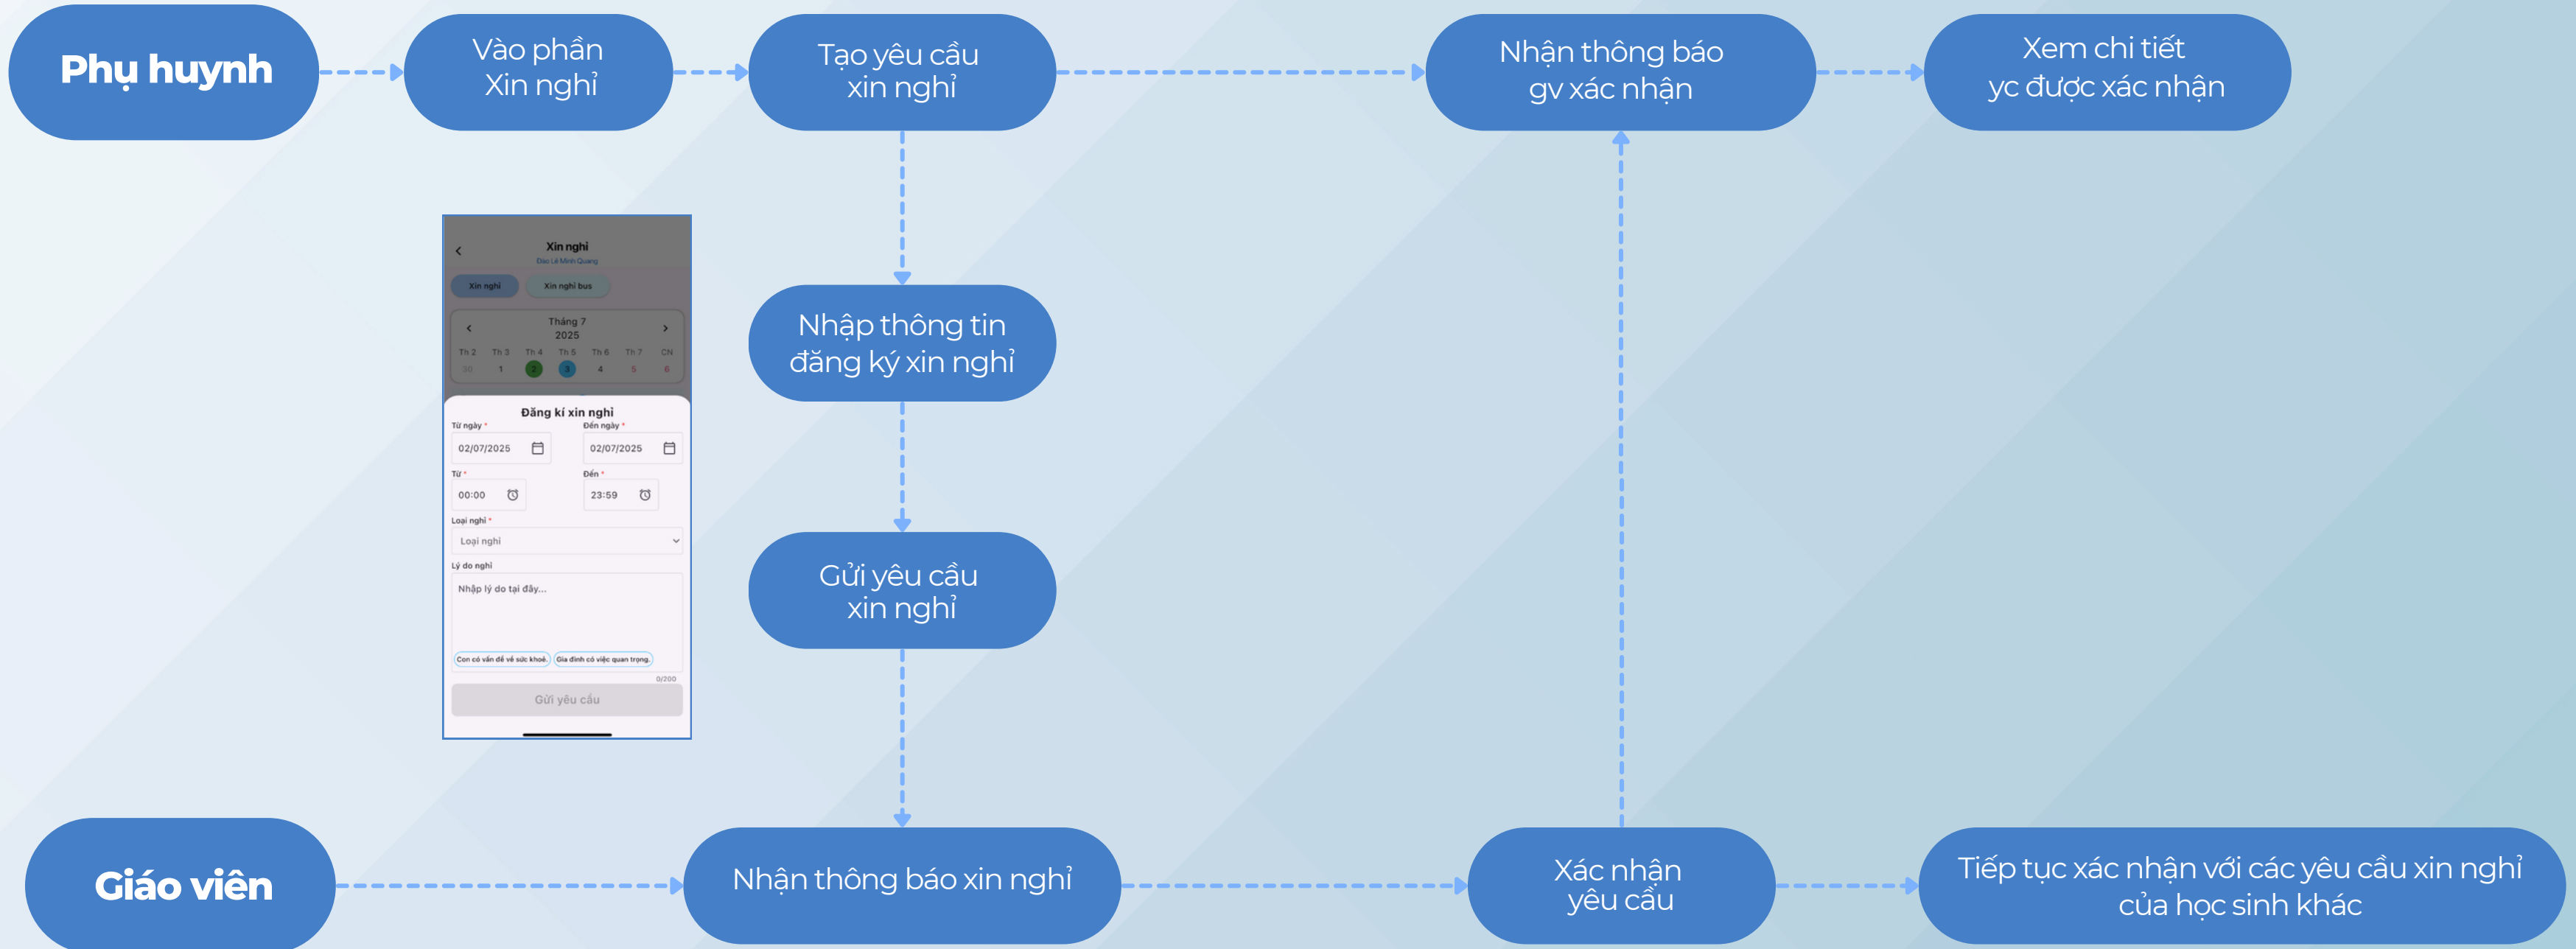 Phụ huynh
Vào phần
Xin nghỉ
Tạo yêu cầu
xin nghỉ
Nhận thông báo
gv xác nhận
Xem chi tiết
yc được xác nhận
Xin nghỉ
Đào Lê Minh Quang
Xin nghỉ
Xin nghỉ bus
Tháng 7
2025
Th 2 Th 3 Th 4 Th 5 Th 6 Th 7 CN
30 1 2 3 4 5 6
Đăng kí xin nghỉ
Từ ngày *
Đến ngày *
02/07/2025
02/07/2025
Từ *
Đến *
00:00
23:59
Loại nghỉ *
Loại nghỉ
Lý do nghỉ
Nhập lý do tại đây...
Con có vấn đề về sức khoẻ.
Gia đình có việc quan trọng.
0/200
Gửi yêu cầu
Nhập thông tin
đăng ký xin nghỉ
Gửi yêu cầu
xin nghỉ
Giáo viên
Nhận thông báo xin nghỉ
Xác nhận
yêu cầu
Tiếp tục xác nhận với các yêu cầu xin nghỉ
của học sinh khác